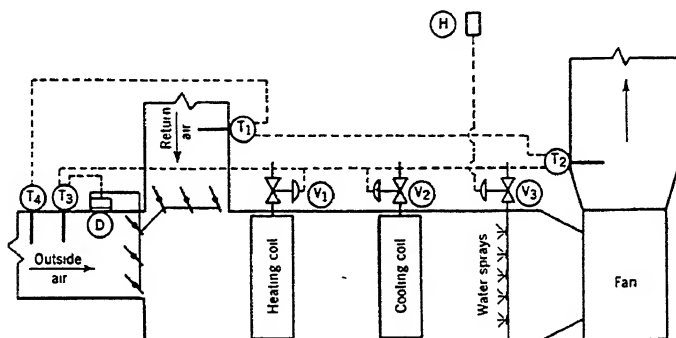 H
Return
air
T1
T2
T4
T3
D
V1
V2
V3
Outside
air
Heating coil
Cooling coil
Water sprays
Fan